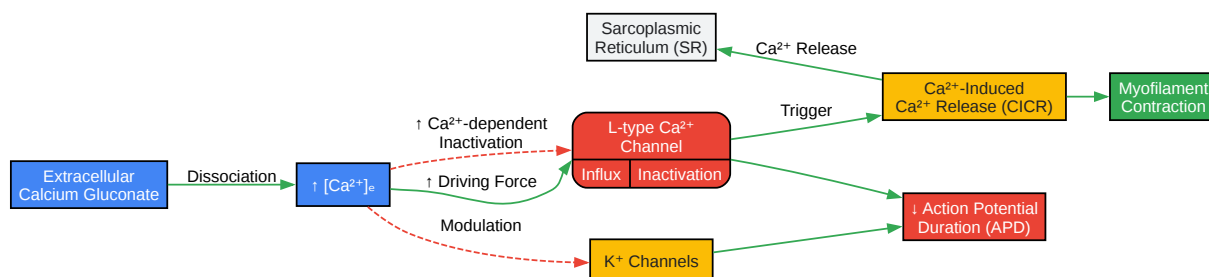 Extracellular
Calcium Gluconate
Dissociation
↑ [Ca²⁺]ₑ
↑ Ca²⁺-dependent
Inactivation
↑ Driving Force
Modulation
L-type Ca²⁺
Channel
Influx
Inactivation
K⁺ Channels
Sarcoplasmic
Reticulum (SR)
Ca²⁺ Release
Trigger
Ca²⁺-Induced
Ca²⁺ Release (CICR)
Myofilament
Contraction
↓ Action Potential
Duration (APD)